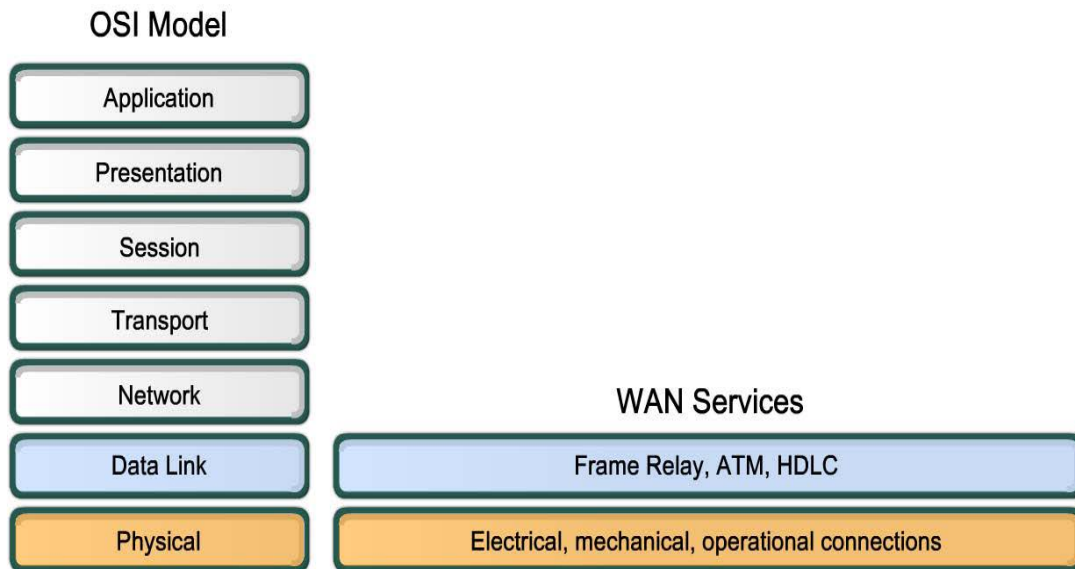 OSI Model
Application
Presentation
Session
Transport
Network
WAN Services
Data Link
Frame Relay, ATM, HDLC
Physical
Electrical, mechanical, operational connections